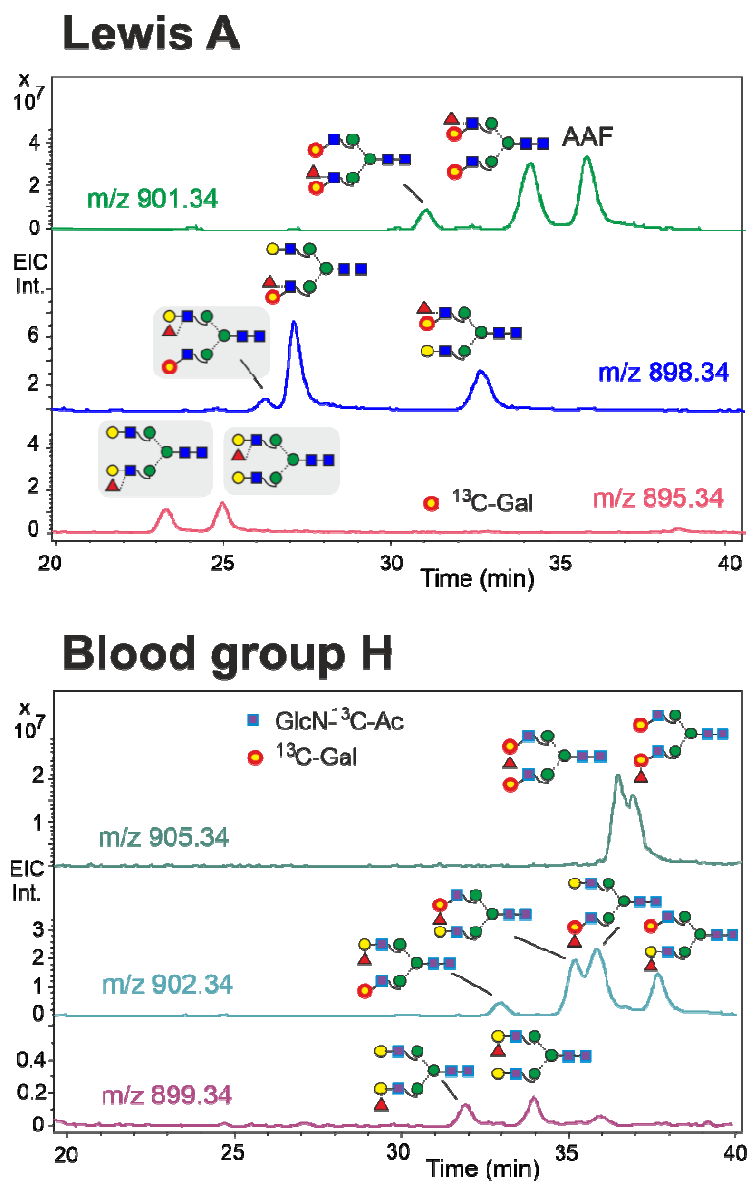 Lewis A
x
10⁷
4
AAF
2
m/z 901.34
0
EIC
Int.
6
m/z 898.34
2
4
2
¹³C-Gal
m/z 895.34
0
20 25 30 35 40
Time (min)
Blood group H
x
10⁷
GlcN-¹³C-Ac
¹³C-Gal
2
1
m/z 905.34
EIC
Int.
3
2
m/z 902.34
1
0
0.4
0.2
m/z 899.34
0
20 25 30 35 40
Time (min)